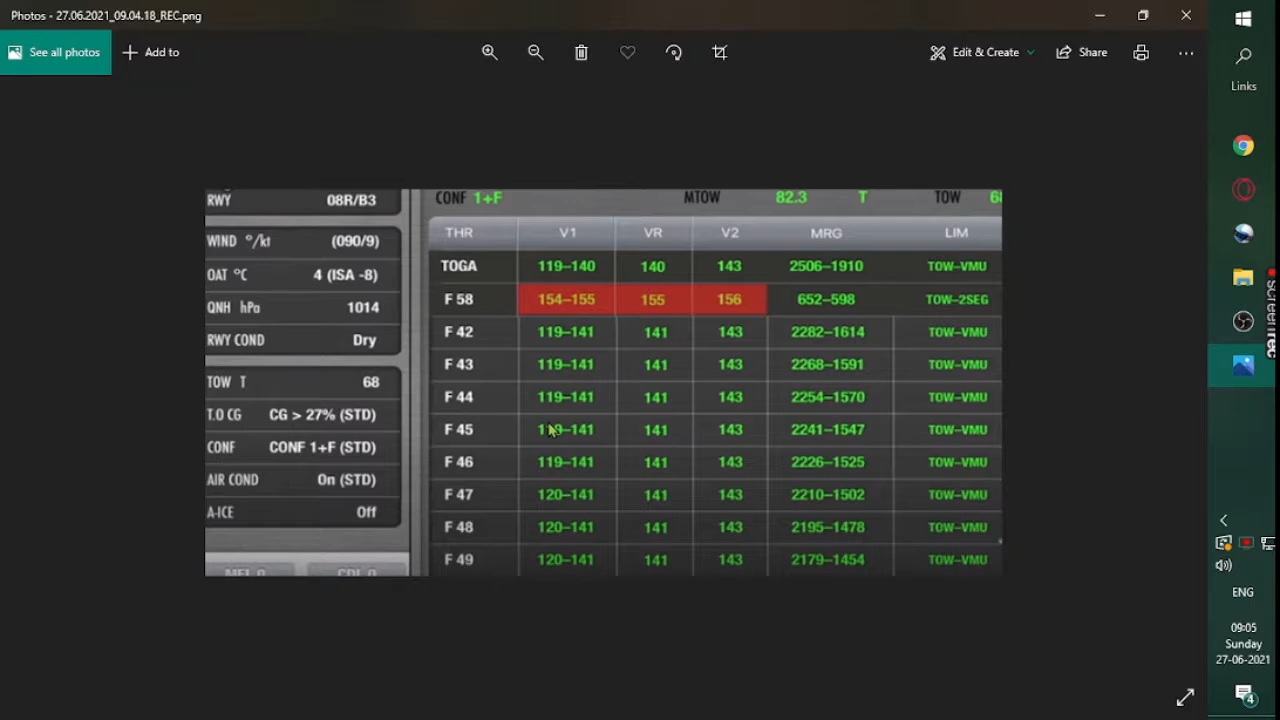 Photos - 27.06.2021_09.04.18_REC.png
See all photos
Add to
Edit & Create
Share
Links
RWY 08R/B3
WIND °/kt (090/9)
OAT °C 4 (ISA -8)
QNH hPa 1014
RWY COND Dry
TOW T 68
T.O CG CG > 27% (STD)
CONF CONF 1+F (STD)
AIR COND On (STD)
A-ICE Off
CONF 1+F MTOW 82.3 T TOW
THR V1 VR V2 MRG LIM
TOGA 119–140 140 143 2506–1910 TOW–VMU
F 58 154–155 155 156 652–598 TOW–2SEG
F 42 119–141 141 143 2282–1614 TOW–VMU
F 43 119–141 141 143 2268–1591 TOW–VMU
F 44 119–141 141 143 2254–1570 TOW–VMU
F 45 119–141 141 143 2241–1547 TOW–VMU
F 46 119–141 141 143 2226–1525 TOW–VMU
F 47 120–141 141 143 2210–1502 TOW–VMU
F 48 120–141 141 143 2195–1478 TOW–VMU
F 49 120–141 141 143 2179–1454 TOW–VMU
screenrec
ENG
09:05
Sunday
27-06-2021
4